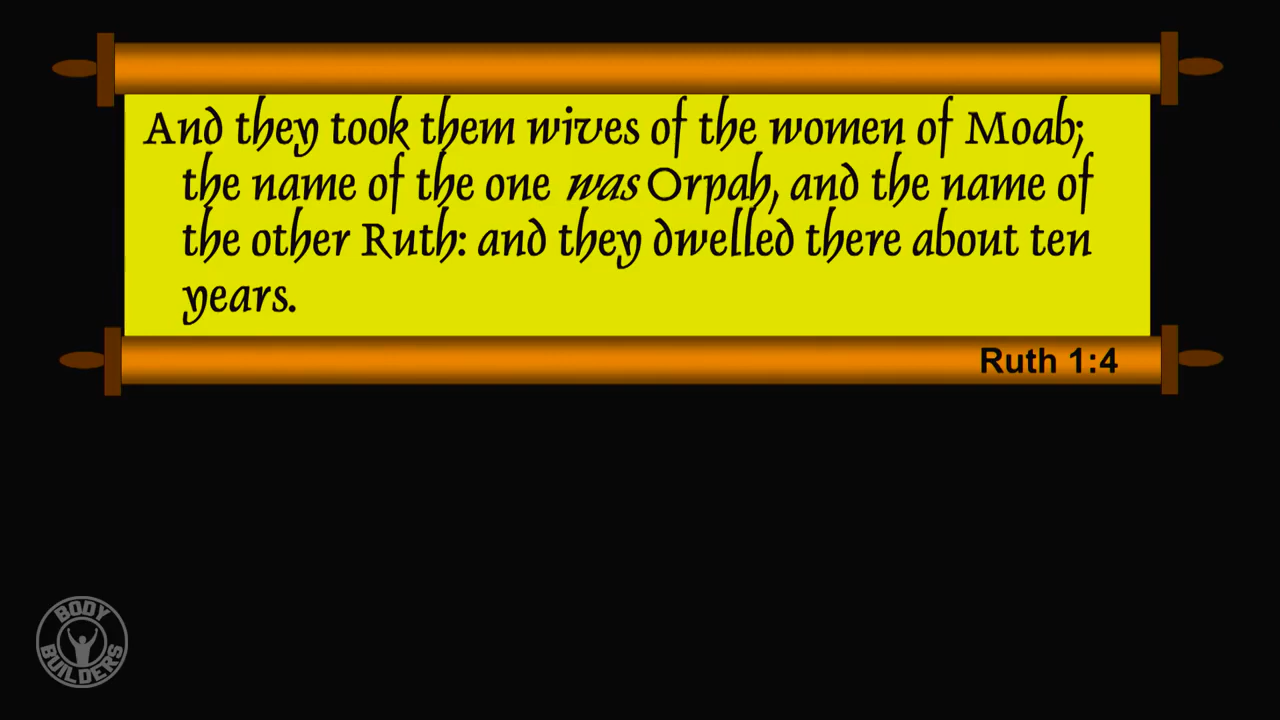 And they took them wives of the women of Moab;
the name of the one was Orpah, and the name of
the other Ruth: and they dwelled there about ten
years.
Ruth 1:4
BODY
BUILDERS